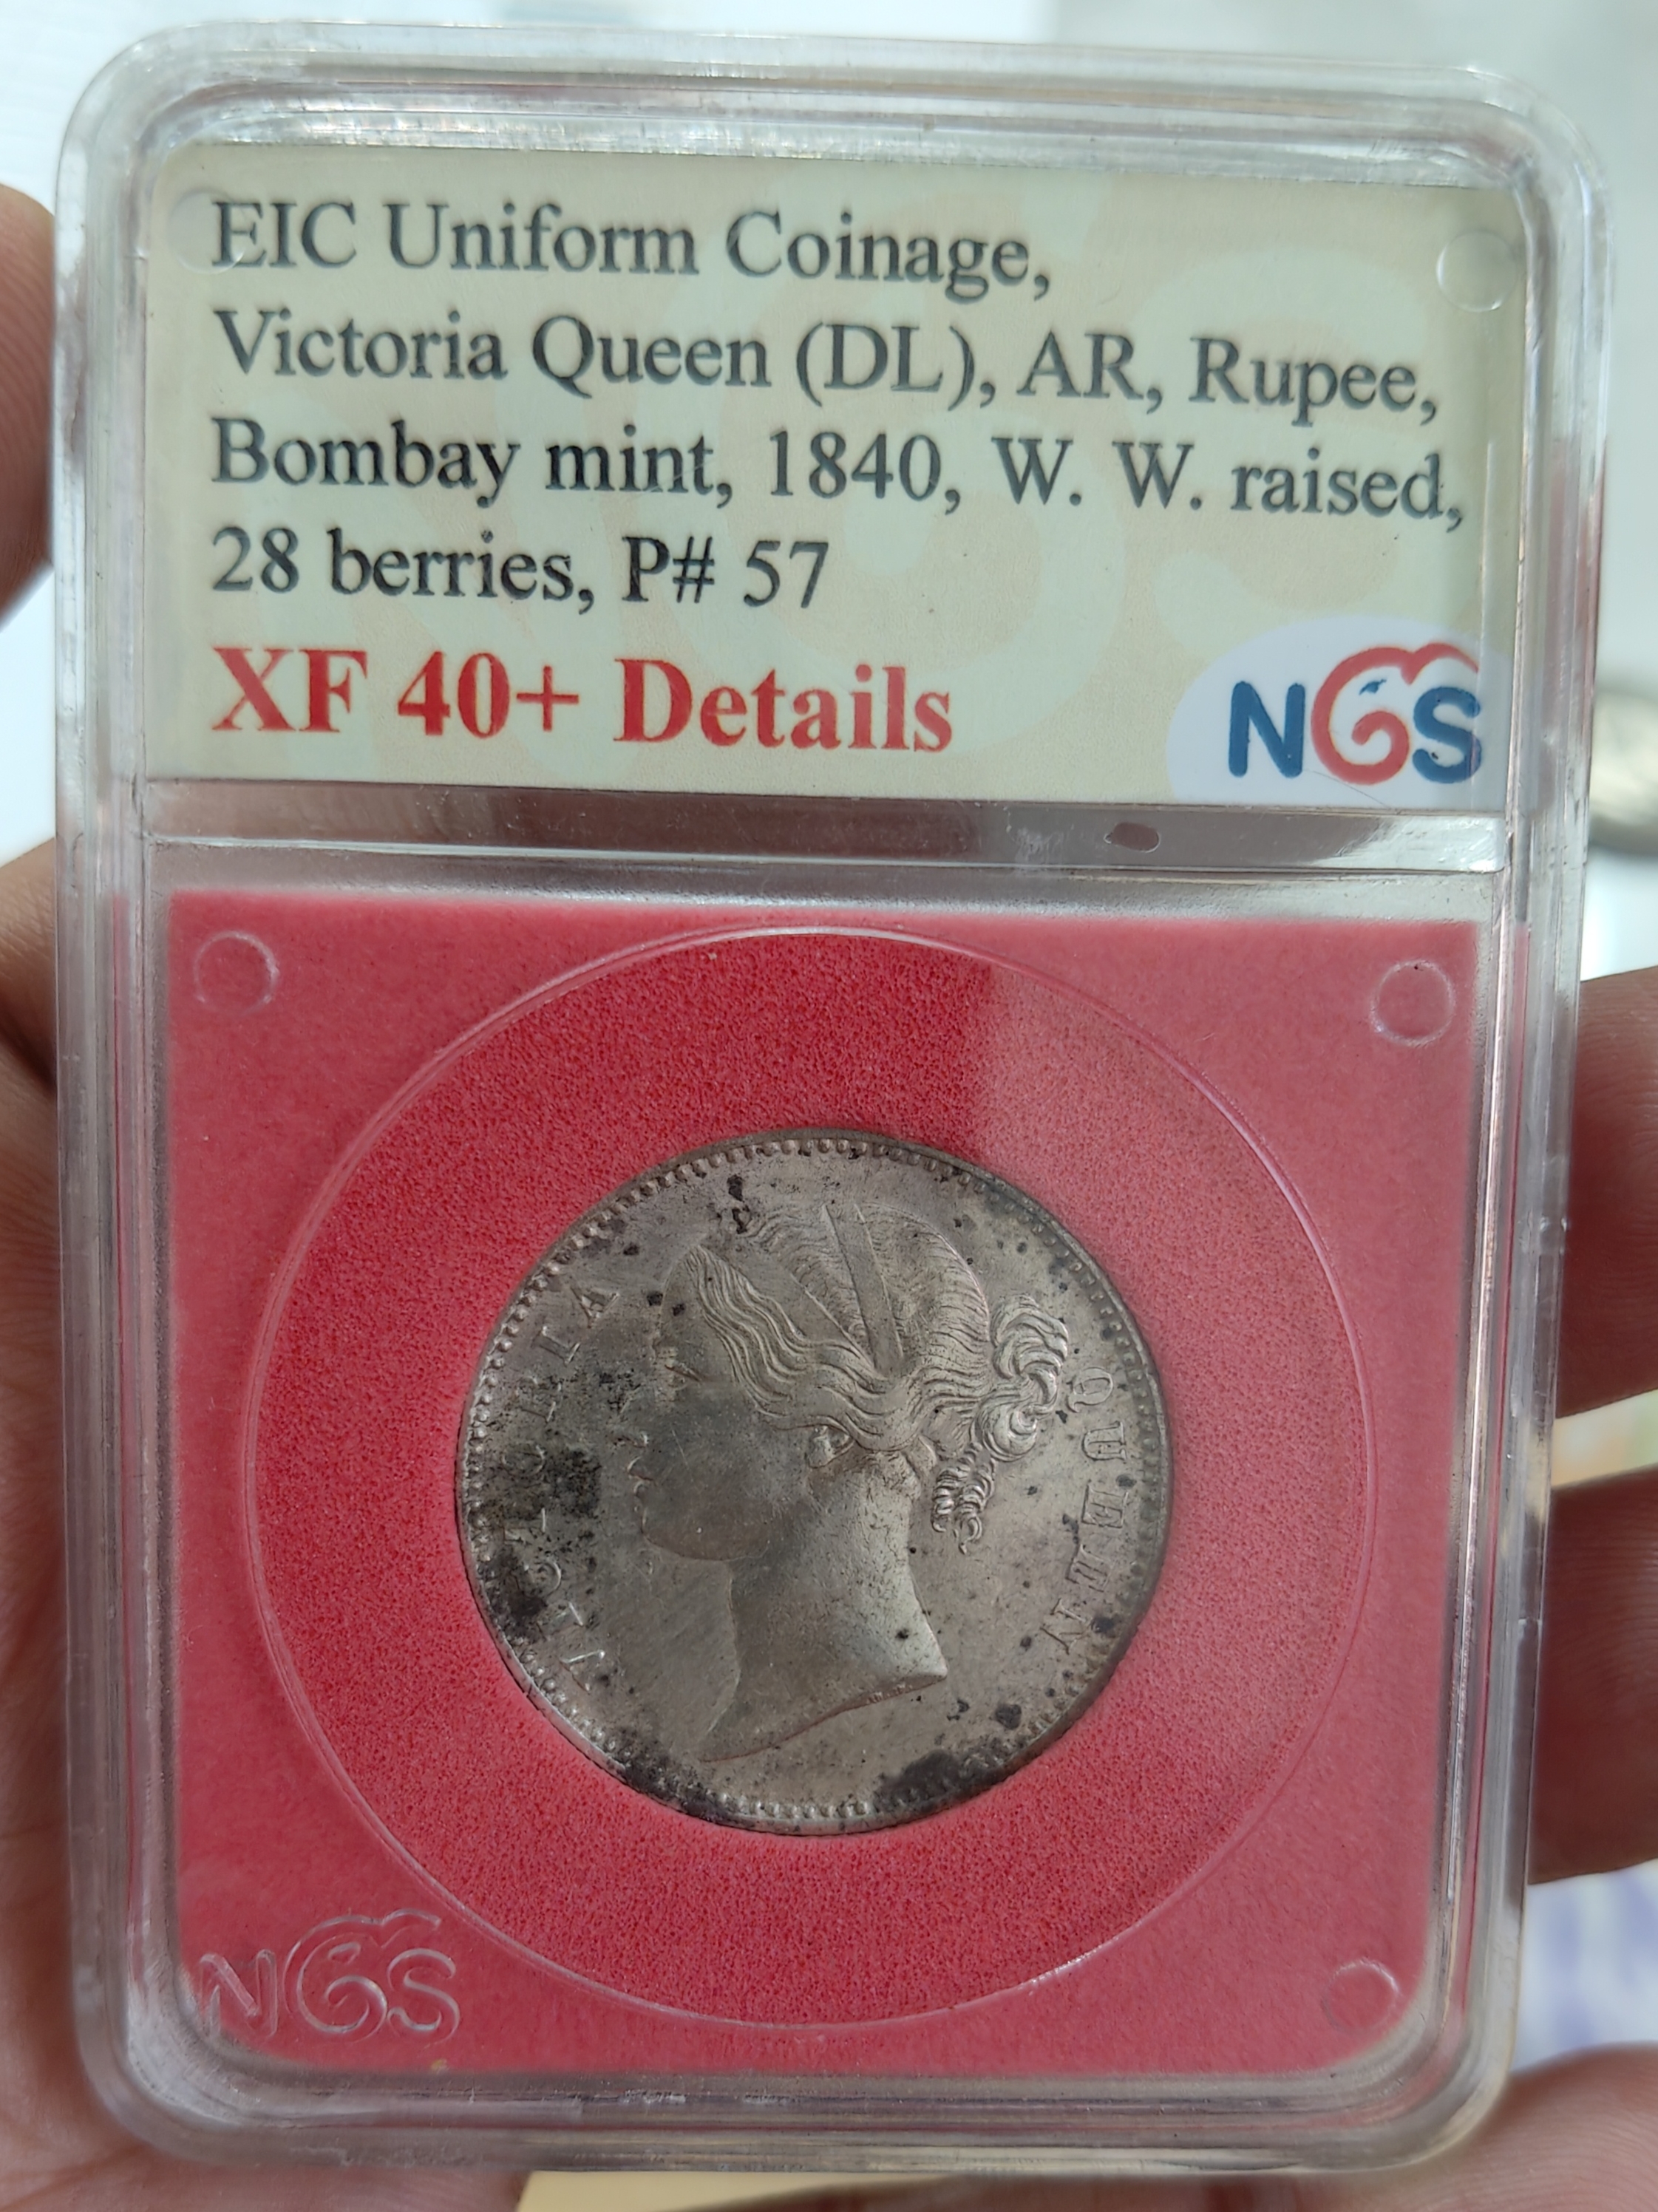 EIC Uniform Coinage,
Victoria Queen (DL), AR, Rupee,
Bombay mint, 1840, W. W. raised,
28 berries, P# 57
XF 40+ Details
NGS
VICTORIA
QUEEN
NGS